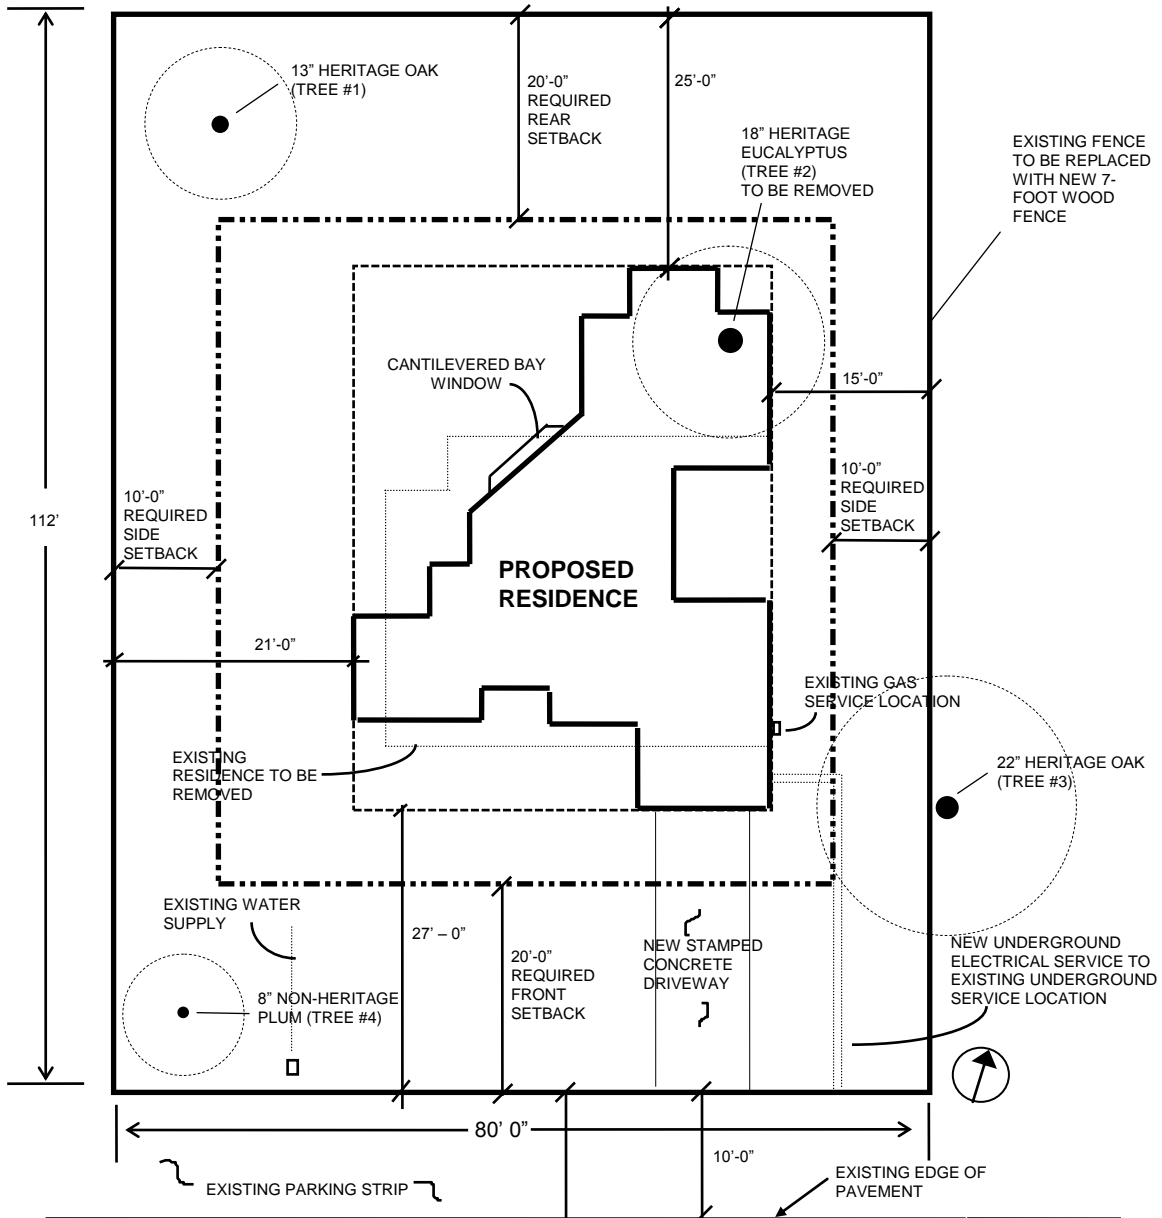 13” HERITAGE OAK
(TREE #1)
20’-0”
REQUIRED
REAR
SETBACK
25’-0”
18” HERITAGE
EUCALYPTUS
(TREE #2)
TO BE REMOVED
EXISTING FENCE
TO BE REPLACED
WITH NEW 7-
FOOT WOOD
FENCE
CANTILEVERED BAY
WINDOW
15’-0”
112’
10’-0”
REQUIRED
SIDE
SETBACK
10’-0”
REQUIRED
SIDE
SETBACK
PROPOSED
RESIDENCE
21’-0”
EXISTING GAS
SERVICE LOCATION
EXISTING
RESIDENCE TO BE
REMOVED
22” HERITAGE OAK
(TREE #3)
EXISTING WATER
SUPPLY
27’ – 0”
20’-0”
REQUIRED
FRONT
SETBACK
NEW STAMPED
CONCRETE
DRIVEWAY
NEW UNDERGROUND
ELECTRICAL SERVICE TO
EXISTING UNDERGROUND
SERVICE LOCATION
8” NON-HERITAGE
PLUM (TREE #4)
80’ 0”
10’-0”
EXISTING PARKING STRIP
EXISTING EDGE OF
PAVEMENT